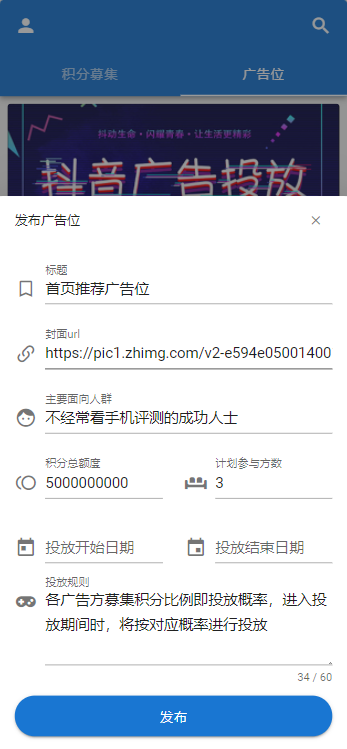 积分募集
广告位
抖动生命·闪耀青春·让生活更精彩
抖音广告投放
发布广告位
标题
首页推荐广告位
封面url
https://pic1.zhimg.com/v2-e594e05001400
主要面向人群
不经常看手机评测的成功人士
积分总额度
计划参与方数
5000000000
3
投放开始日期
投放结束日期
投放规则
各广告方募集积分比例即投放概率，进入投
放期间时，将按对应概率进行投放
34 / 60
发布